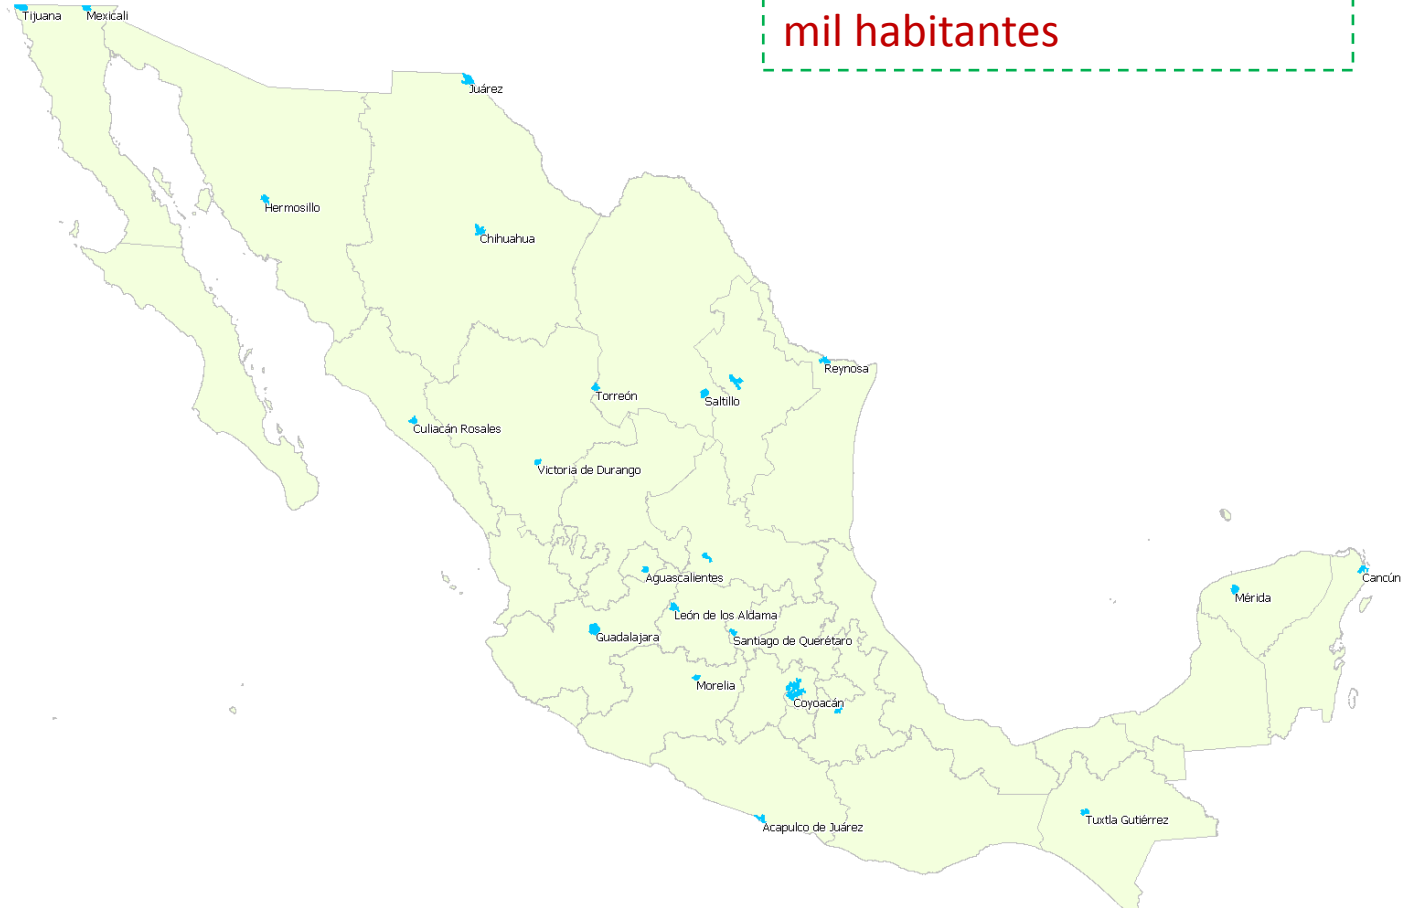 mil habitantes
Tijuana
Mexicali
Juárez
Hermosillo
Chihuahua
Reynosa
Torreón
Saltillo
Culiacán Rosales
Victoria de Durango
Aguascalientes
Cancún
Mérida
León de los Aldama
Guadalajara
Santiago de Querétaro
Morelia
Coyoacán
Tuxtla Gutiérrez
Acapulco de Juárez